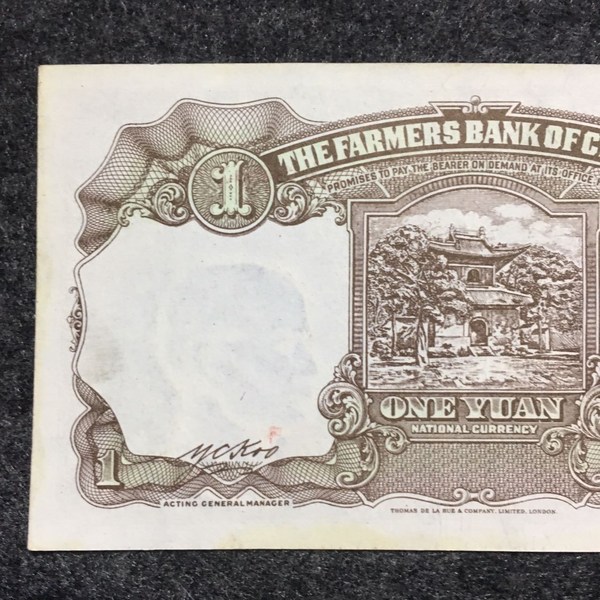 1
THE FARMERS BANK OF C
PROMISES TO PAY THE BEARER ON DEMAND AT ITS OFFICE
ONE YUAN
NATIONAL CURRENCY
Y C Koo
1
ACTING GENERAL MANAGER
THOMAS DE LA RUE & COMPANY, LIMITED, LONDON.